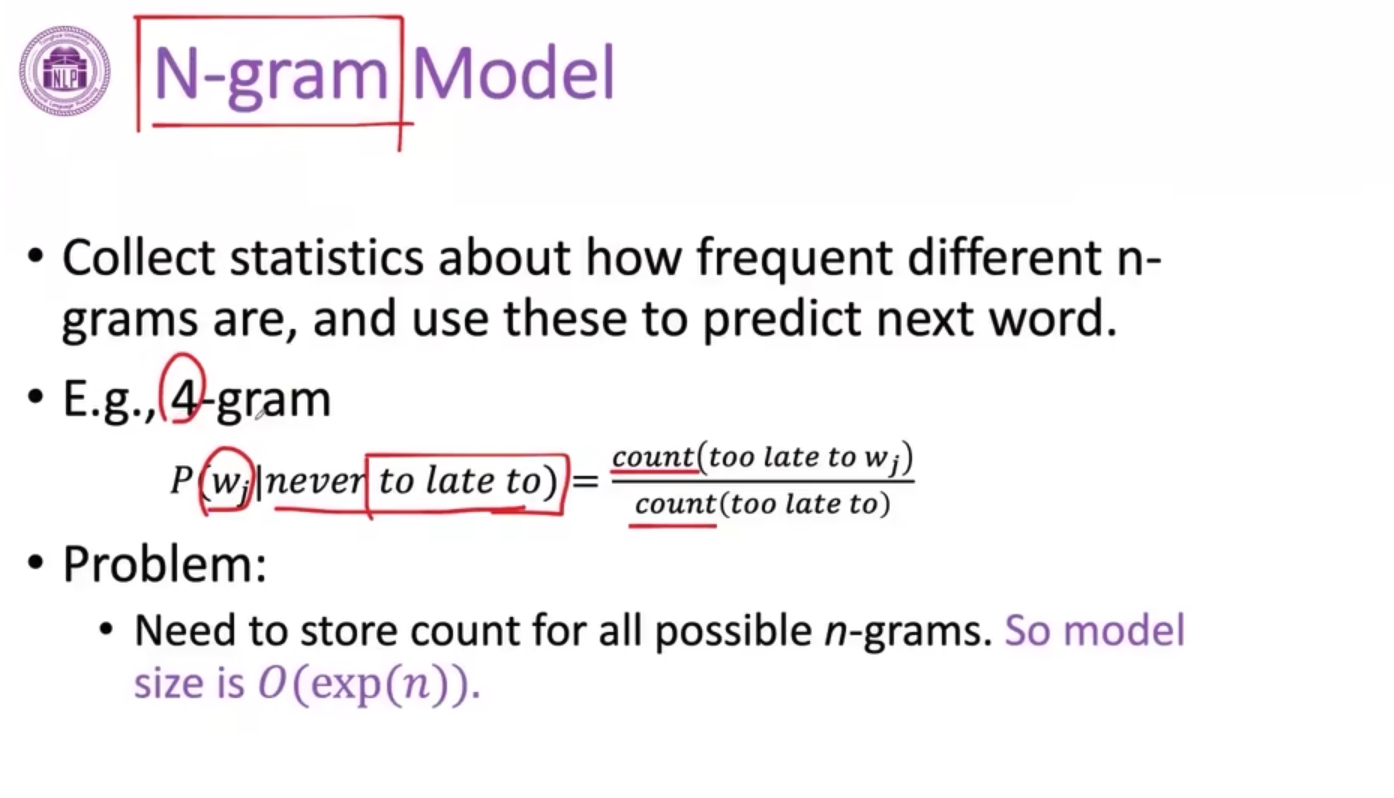 NLP
N-gram Model
• Collect statistics about how frequent different n-
grams are, and use these to predict next word.
• E.g., 4-gram
P(w_j|never to late to) = \frac{count(too late to w_j)}{count(too late to)}
• Problem:
• Need to store count for all possible n-grams. So model
size is O(exp(n)).